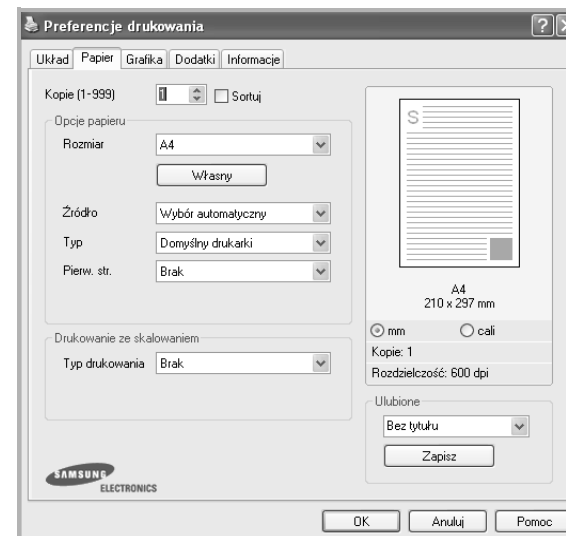 Preferencje drukowania
Układ Papier Grafika Dodatki Informacje
Kopie (1-999) 1 Sortuj
Opcje papieru
Rozmiar A4
Własny
Źródło Wybór automatyczny
Typ Domyślny drukarki
Pierw. str. Brak
Drukowanie ze skalowaniem
Typ drukowania Brak
SAMSUNG
ELECTRONICS
S
A4
210 x 297 mm
mm cali
Kopie: 1
Rozdzielczość: 600 dpi
Ulubione
Bez tytułu
Zapisz
OK Anuluj Pomoc